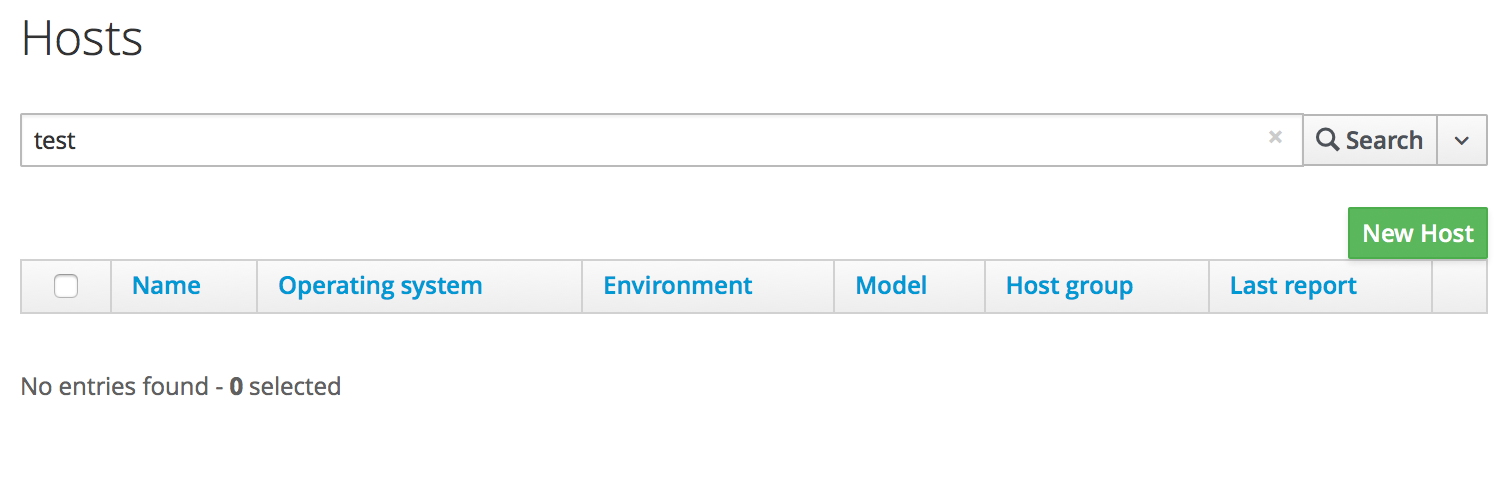 Hosts
test × Search
New Host
Name Operating system Environment Model Host group Last report
No entries found - 0 selected